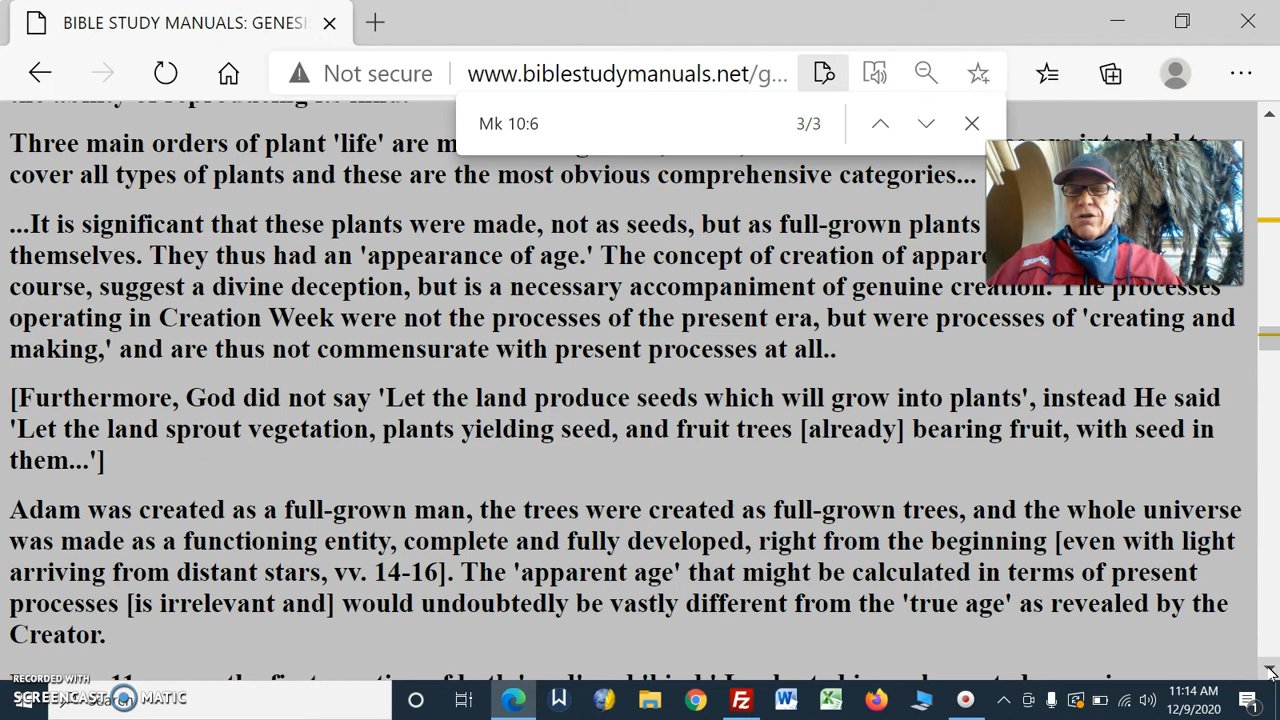 BIBLE STUDY MANUALS: GENESI
Not secure
www.biblestudymanuals.net/g...
Mk 10:6
3/3
Three main orders of plant 'life' are
cover all types of plants and these are the most obvious comprehensive categories...
...It is significant that these plants were made, not as seeds, but as full-grown plants
themselves. They thus had an 'appearance of age.' The concept of creation of
course, suggest a divine deception, but is a necessary accompaniment of genuine creation. The processes
operating in Creation Week were not the processes of the present era, but were processes of 'creating and
making,' and are thus not commensurate with present processes at all..
[Furthermore, God did not say 'Let the land produce seeds which will grow into plants', instead He said
'Let the land sprout vegetation, plants yielding seed, and fruit trees [already] bearing fruit, with seed in
them...']
Adam was created as a full-grown man, the trees were created as full-grown trees, and the whole universe
was made as a functioning entity, complete and fully developed, right from the beginning [even with light
arriving from distant stars, vv. 14-16]. The 'apparent age' that might be calculated in terms of present
processes [is irrelevant and] would undoubtedly be vastly different from the 'true age' as revealed by the
Creator.
RECORDED WITH
SCREENCAST MATIC
Search
11:14 AM
12/9/2020
1